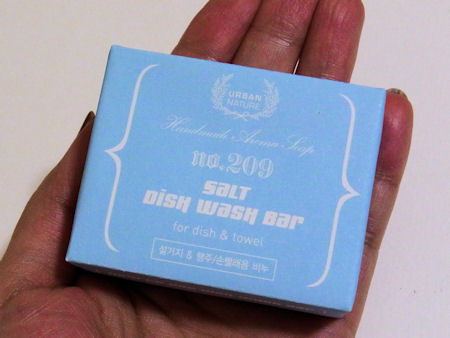 URBAN
NATURE
Handmade Aroma Soap
no.209
SALT
DISH WASH BAR
for dish & towel
설거지 & 행주/손빨래용 비누